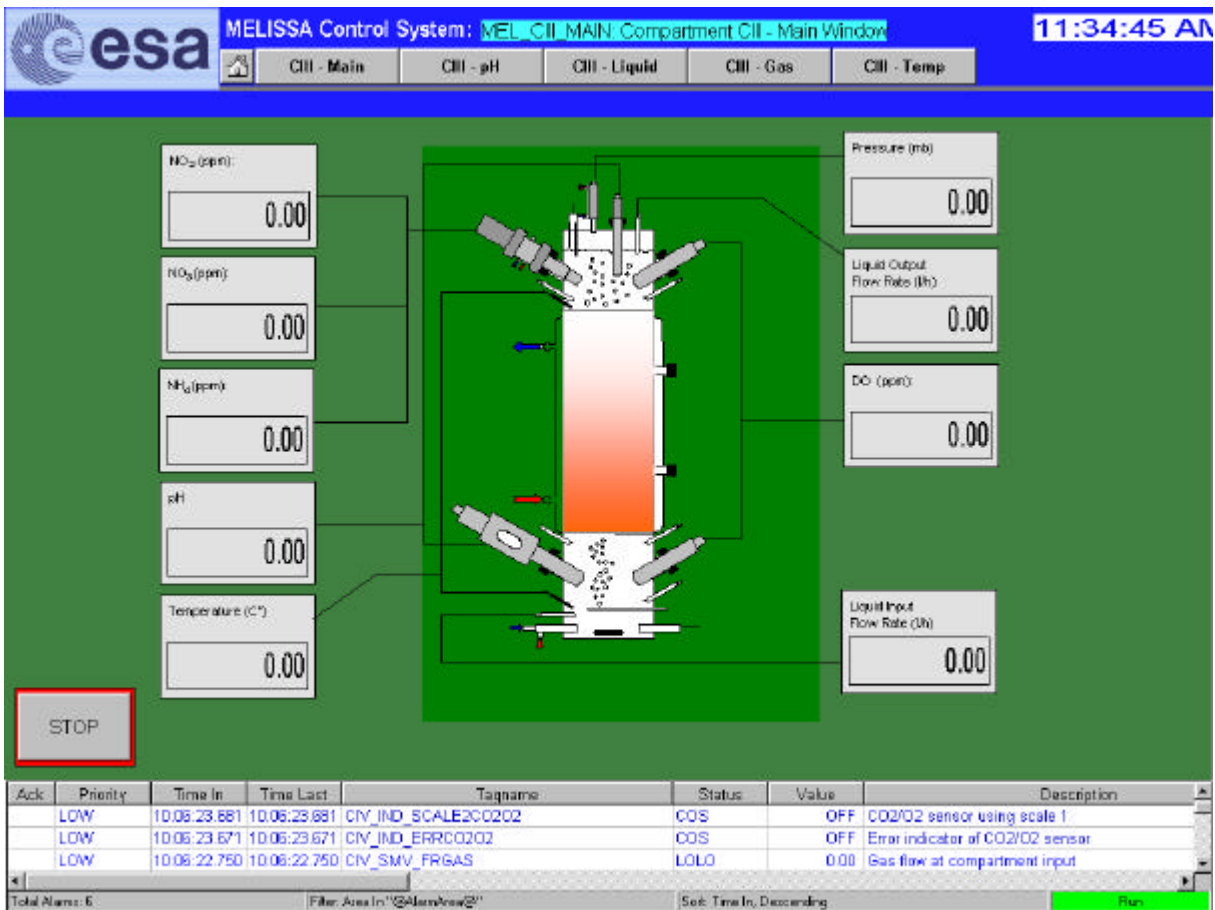 esa
MELISSA Control System: MEL_CIII_MAIN: Compartment CIII - Main Window
11:34:45 AM
CIII - Main
CIII - pH
CIII - Liquid
CIII - Gas
CIII - Temp
NO2 (ppm):
0.00
NO3 (ppm):
0.00
NH4 (ppm):
0.00
pH
0.00
Temperature (C°)
0.00
Pressure (mb)
0.00
Liquid Output
Flow Rate (l/h)
0.00
DO (ppm):
0.00
Liquid Input
Flow Rate (l/h)
0.00
STOP
Ack Priority Time In Time Last Tagname Status Value Description
LOW 10:06:23.681 10:06:23.681 CIV_IND_SCALE2CO2O2 COS OFF CO2/O2 sensor using scale 1
LOW 10:06:23.671 10:06:23.671 CIV_IND_ERRCO2O2 COS OFF Error indicator of CO2/O2 sensor
LOW 10:06:22.750 10:06:22.750 CIV_SMV_FRGAS LOLO 0.00 Gas flow at compartment input
Total Alarms: 6 Filter: Area In "@AlarmArea@" Sort: Time In, Descending Run